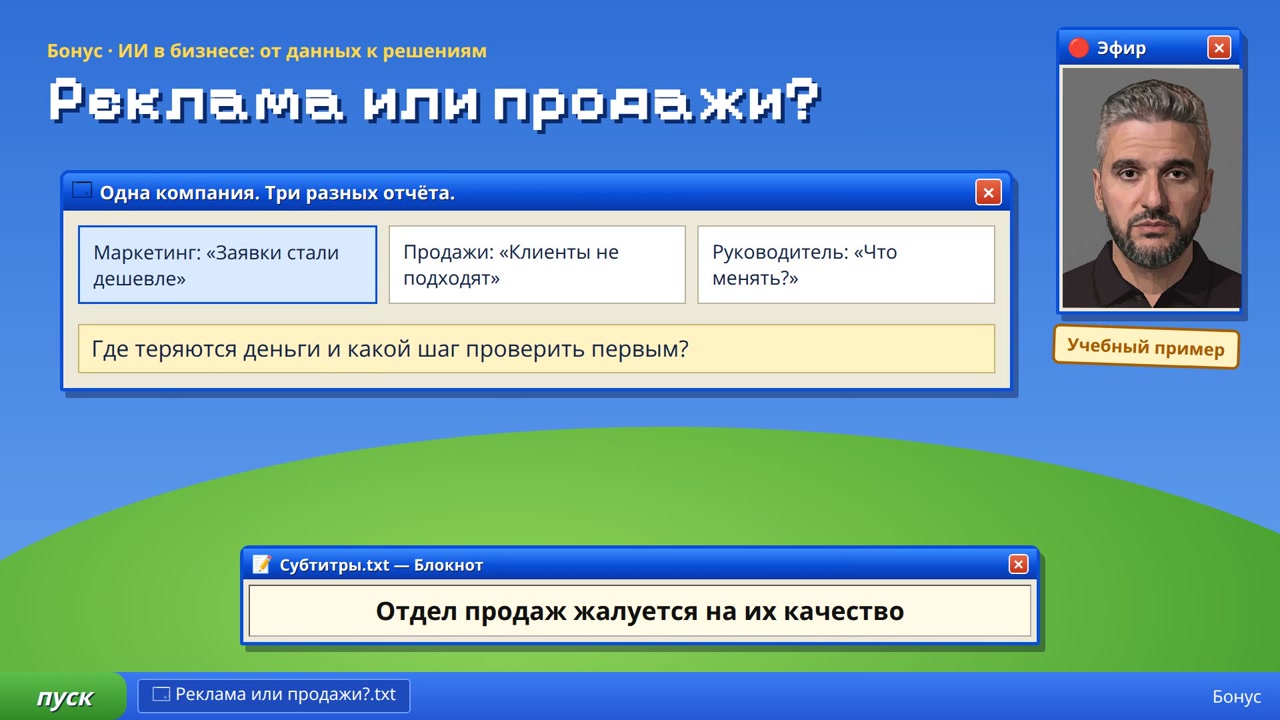 Бонус · ИИ в бизнесе: от данных к решениям
Реклама или продажи?
Эфир
Одна компания. Три разных отчёта.
Маркетинг: «Заявки стали
дешевле»
Продажи: «Клиенты не
подходят»
Руководитель: «Что
менять?»
Где теряются деньги и какой шаг проверить первым?
Учебный пример
Субтитры.txt — Блокнот
Отдел продаж жалуется на их качество
пуск
Реклама или продажи?.txt
Бонус